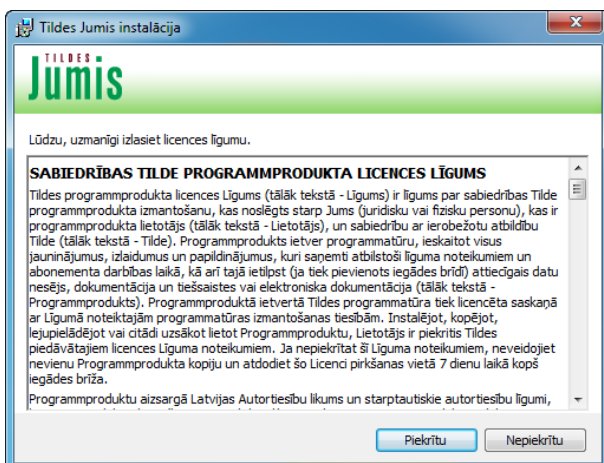 Tildes Jumis instalācija
TILDES
Jumis
Lūdzu, uzmanīgi izlasiet licences līgumu.
SABIEDRĪBAS TILDE PROGRAMMPRODUKTA LICENCES LĪGUMS
Tildes programmprodukta licences Līgums (tālāk tekstā - Līgums) ir līgums par sabiedrības Tilde
programmprodukta izmantošanu, kas noslēgts starp Jums (juridisku vai fizisku personu), kas ir
programmprodukta lietotājs (tālāk tekstā - Lietotājs), un sabiedrību ar ierobežotu atbildību
Tilde (tālāk tekstā - Tilde). Programmprodukts ietver programmatūru, ieskaitot visus
jauninājumus, izlaidumus un papildinājumus, kuri saņemti atbilstoši līguma noteikumiem un
abonementa darbības laikā, kā arī tajā ietilpst (ja tiek pievienots iegādes brīdī) attiecīgais datu
nesējs, dokumentācija un tiešsaistes vai elektroniska dokumentācija (tālāk tekstā -
Programmprodukts). Programmproduktā ietvertā Tildes programmatūra tiek licencēta saskaņā
ar Līgumā noteiktajām programmatūras izmantošanas tiesībām. Instalējot, kopējot,
lejupielādējot vai citādi uzsākot lietot Programmproduktu, Lietotājs ir piekritis Tildes
piedāvātajiem licences Līguma noteikumiem. Ja nepiekrītat šī Līguma noteikumiem, neveidojiet
nevienu Programmprodukta kopiju un atdodiet šo Licenci pirkšanas vietā 7 dienu laikā kopš
iegādes brīža.
Programmproduktu aizsargā Latvijas Autortiesību likums un starptautiskie autortiesību līgumi,
Piekrītu
Nepiekrītu